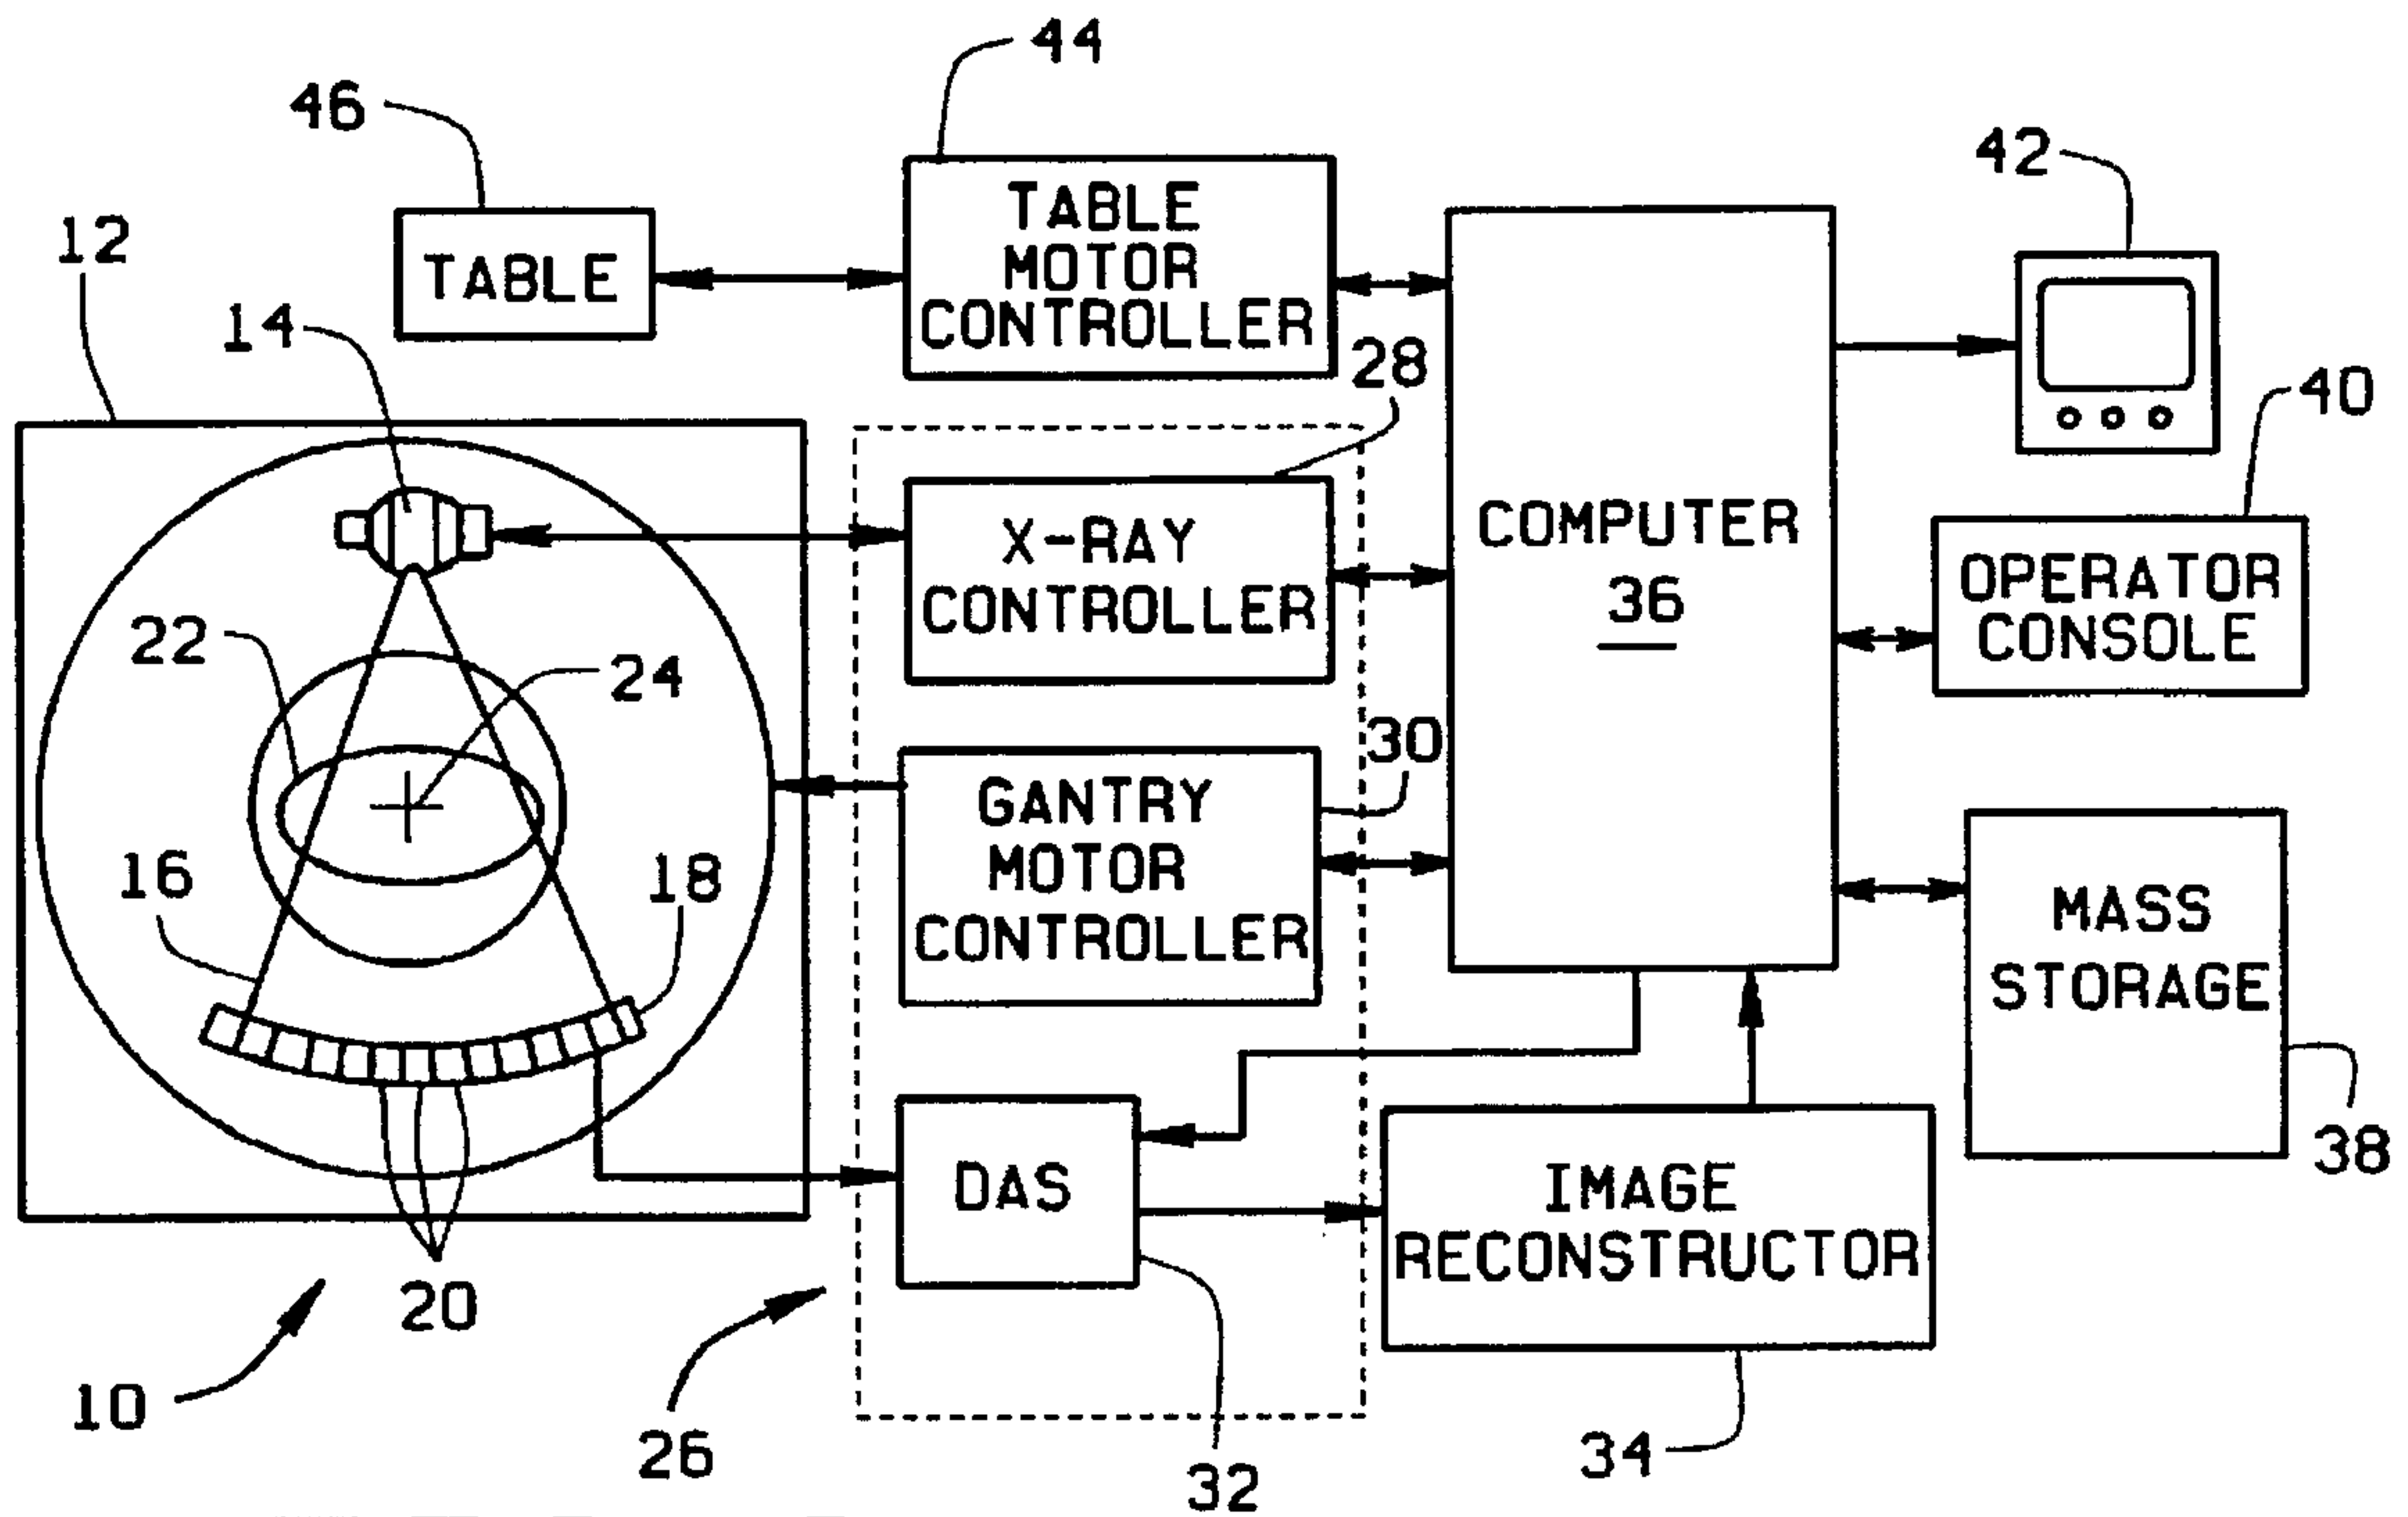 44
46
42
12
TABLE
MOTOR
CONTROLLER
TABLE
14
28
40
X-RAY
CONTROLLER
COMPUTER
36
OPERATOR
CONSOLE
22
24
30
GANTRY
MOTOR
CONTROLLER
16
18
MASS
STORAGE
38
DAS
IMAGE
RECONSTRUCTOR
20
10
26
32
34